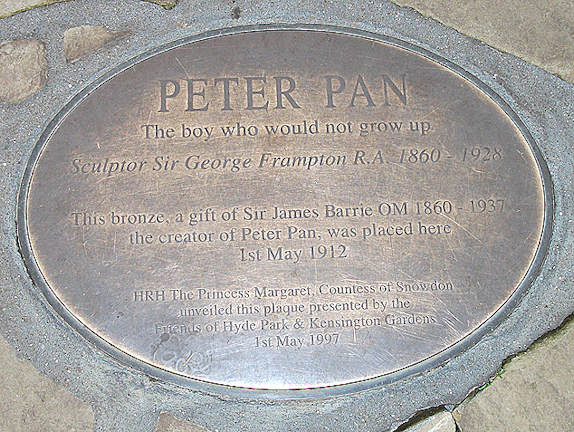 PETER PAN
The boy who would not grow up
Sculptor Sir George Frampton R.A. 1860 - 1928
This bronze, a gift of Sir James Barrie OM 1860 - 1937
the creator of Peter Pan, was placed here
1st May 1912
HRH The Princess Margaret, Countess of Snowdon
unveiled this plaque presented by the
Friends of Hyde Park & Kensington Gardens
1st May 1997